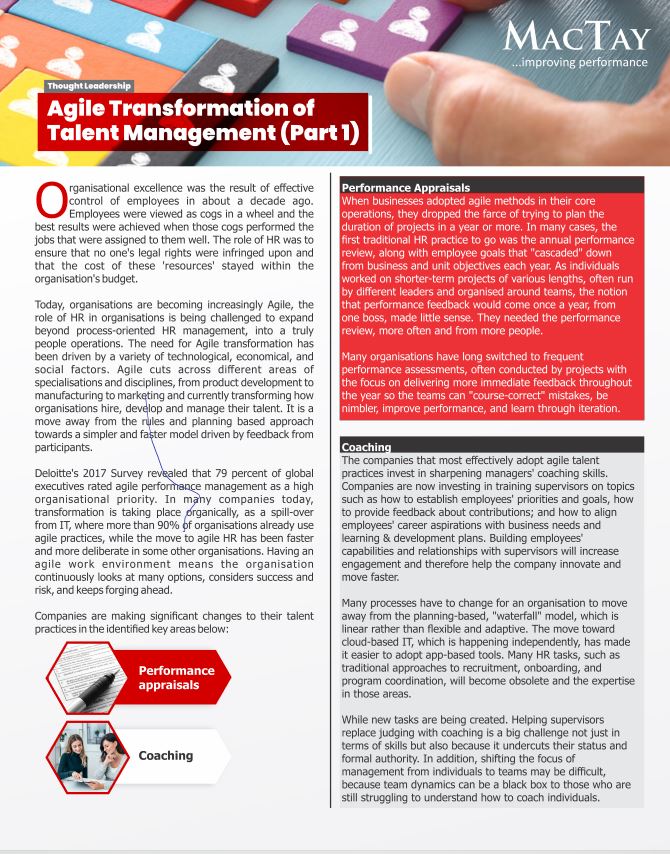 MACTAY
...improving performance
Thought Leadership
Agile Transformation of
Talent Management (Part 1)
Organisational excellence was the result of effective
control of employees in about a decade ago.
Employees were viewed as cogs in a wheel and the
best results were achieved when those cogs performed the
jobs that were assigned to them well. The role of HR was to
ensure that no one's legal rights were infringed upon and
that the cost of these 'resources' stayed within the
organisation's budget.
Today, organisations are becoming increasingly Agile, the
role of HR in organisations is being challenged to expand
beyond process-oriented HR management, into a truly
people operations. The need for Agile transformation has
been driven by a variety of technological, economical, and
social factors. Agile cuts across different areas of
specialisations and disciplines, from product development to
manufacturing to marketing and currently transforming how
organisations hire, develop and manage their talent. It is a
move away from the rules and planning based approach
towards a simpler and faster model driven by feedback from
participants.
Deloitte's 2017 Survey revealed that 79 percent of global
executives rated agile performance management as a high
organisational priority. In many companies today,
transformation is taking place organically, as a spill-over
from IT, where more than 90% of organisations already use
agile practices, while the move to agile HR has been faster
and more deliberate in some other organisations. Having an
agile work environment means the organisation
continuously looks at many options, considers success and
risk, and keeps forging ahead.
Companies are making significant changes to their talent
practices in the identified key areas below:
Performance
appraisals
Coaching
Performance Appraisals
When businesses adopted agile methods in their core
operations, they dropped the farce of trying to plan the
duration of projects in a year or more. In many cases, the
first traditional HR practice to go was the annual performance
review, along with employee goals that "cascaded" down
from business and unit objectives each year. As individuals
worked on shorter-term projects of various lengths, often run
by different leaders and organised around teams, the notion
that performance feedback would come once a year, from
one boss, made little sense. They needed the performance
review, more often and from more people.
Many organisations have long switched to frequent
performance assessments, often conducted by projects with
the focus on delivering more immediate feedback throughout
the year so the teams can "course-correct" mistakes, be
nimbler, improve performance, and learn through iteration.
Coaching
The companies that most effectively adopt agile talent
practices invest in sharpening managers' coaching skills.
Companies are now investing in training supervisors on topics
such as how to establish employees' priorities and goals, how
to provide feedback about contributions; and how to align
employees' career aspirations with business needs and
learning & development plans. Building employees'
capabilities and relationships with supervisors will increase
engagement and therefore help the company innovate and
move faster.
Many processes have to change for an organisation to move
away from the planning-based, "waterfall" model, which is
linear rather than flexible and adaptive. The move toward
cloud-based IT, which is happening independently, has made
it easier to adopt app-based tools. Many HR tasks, such as
traditional approaches to recruitment, onboarding, and
program coordination, will become obsolete and the expertise
in those areas.
While new tasks are being created. Helping supervisors
replace judging with coaching is a big challenge not just in
terms of skills but also because it undercuts their status and
formal authority. In addition, shifting the focus of
management from individuals to teams may be difficult,
because team dynamics can be a black box to those who are
still struggling to understand how to coach individuals.